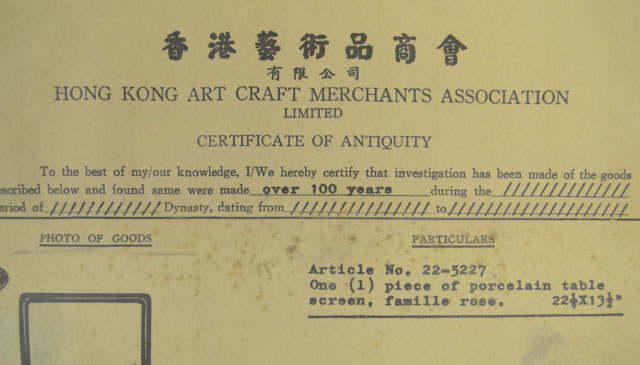 香港藝術品商會
有限公司
HONG KONG ART CRAFT MERCHANTS ASSOCIATION
LIMITED
CERTIFICATE OF ANTIQUITY
To the best of my/our knowledge, I/We hereby certify that investigation has been made of the goods
escribed below and found same were made over 100 years during the ///////////////
eriod of ///////////// Dynasty, dating from ///////////////// to //////////////////////
PHOTO OF GOODS
PARTICULARS
Article No. 22-5227
One (1) piece of porcelain table
screen, famille rose. 22½X13½"